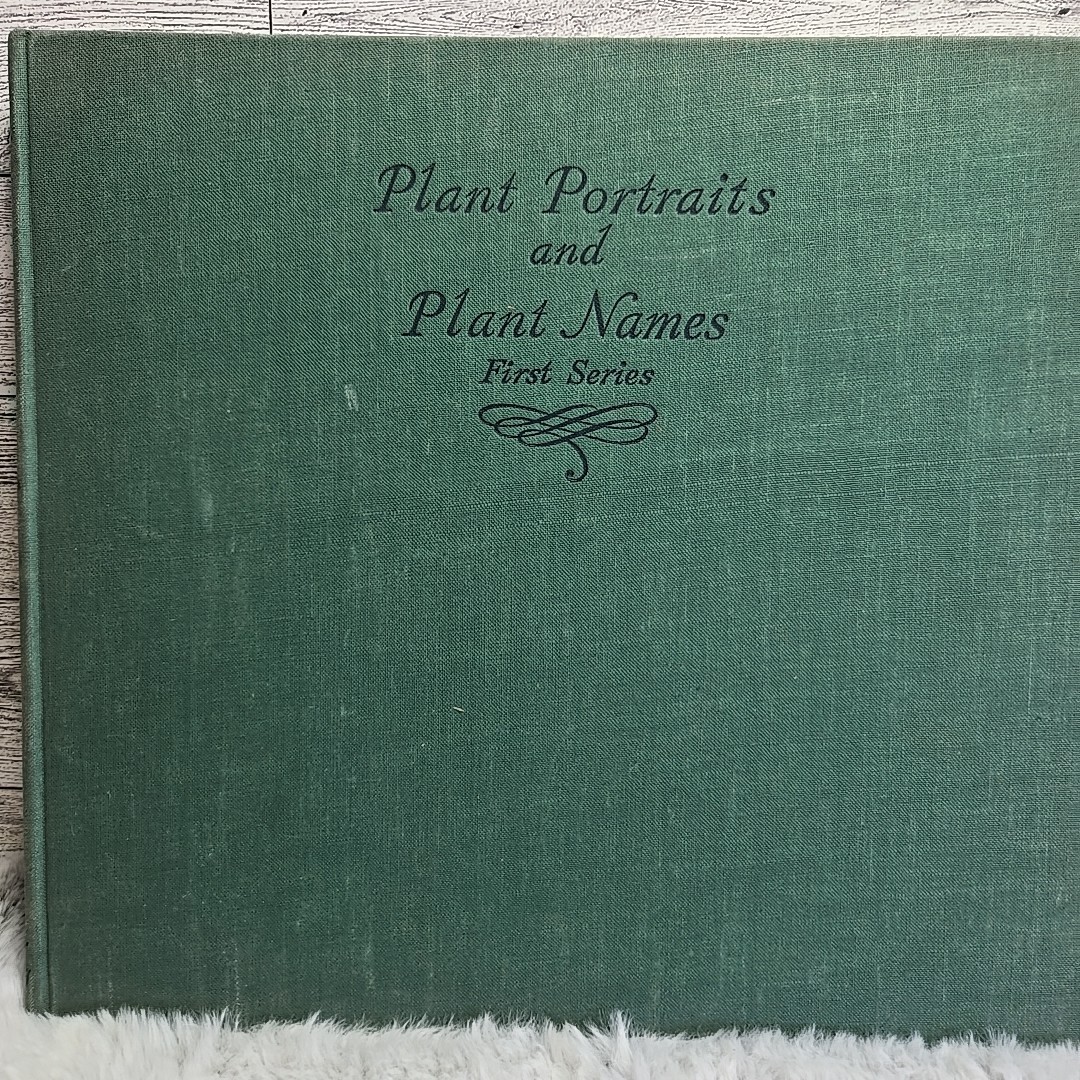 Plant Portraits
and
Plant Names
First Series